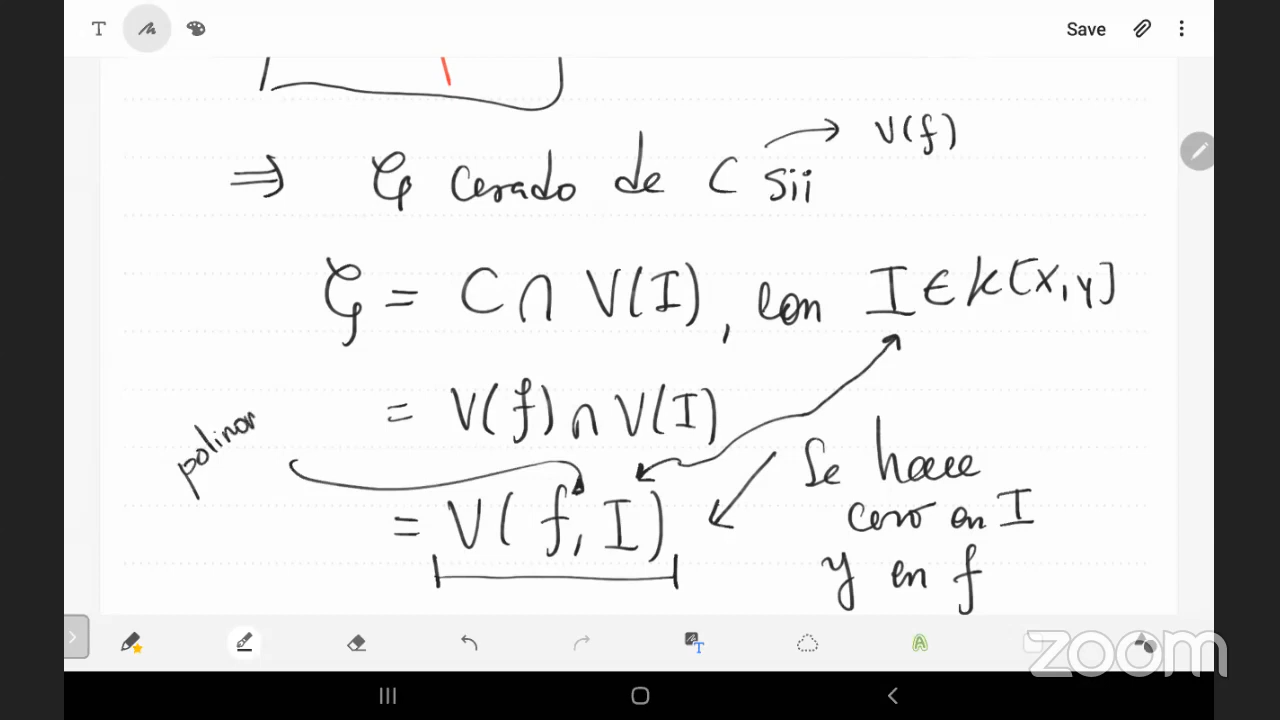 T Save
→ V(f)
⇒ ζ cerrado de C sii
ζ = C ∩ V(I), con I ∈ k[x,y]
= V(f) ∩ V(I)
polinom
Se hace
= V(f, I)
cero en I
y en f
zoom